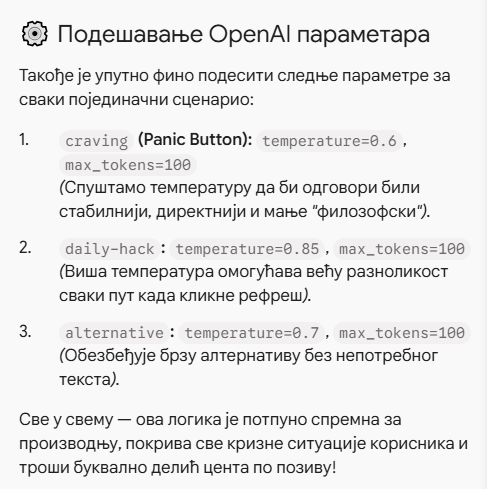 Подешавање OpenAI параметара
Такође је упутно фино подесити следње параметре за
сваки појединачни сценарио:
1. craving (Panic Button): temperature=0.6,
max_tokens=100
(Спуштамо температуру да би одговори били
стабилнији, директнији и мање "филозофски").
2. daily-hack: temperature=0.85, max_tokens=100
(Виша температура омогућава већу разноликост
сваки пут када кликне рефреш).
3. alternative: temperature=0.7, max_tokens=100
(Обезбеђује брзу алтернативу без непотребног
текста).
Све у свему — ова логика је потпуно спремна за
производњу, покрива све кризне ситуације корисника и
троши буквално делић цента по позиву!